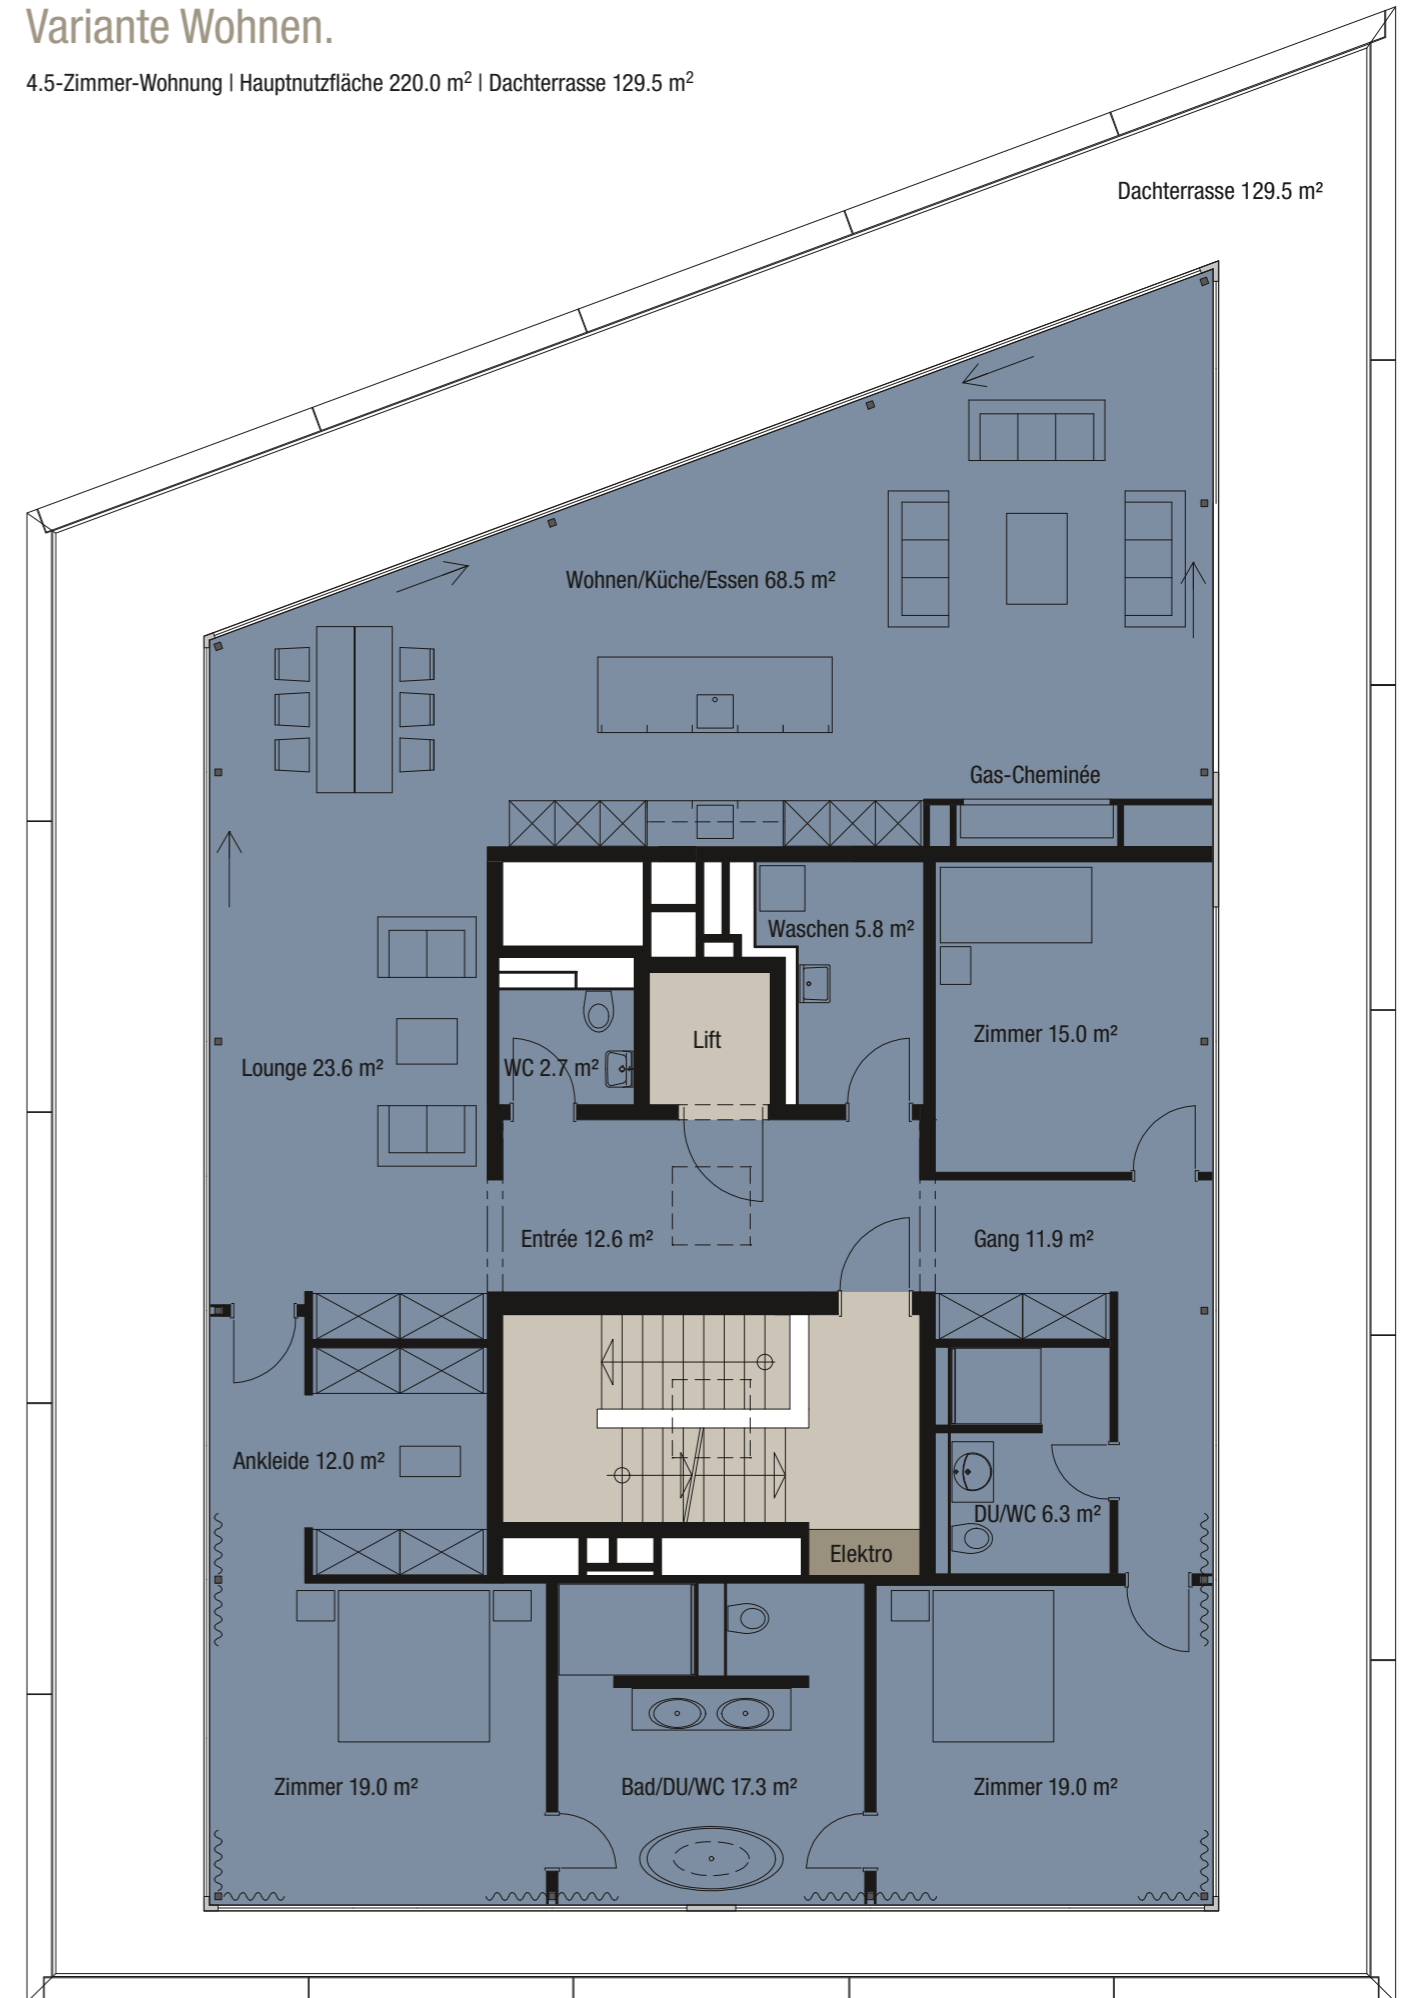 Variante Wohnen.
4.5-Zimmer-Wohnung | Hauptnutzfläche 220.0 m² | Dachterrasse 129.5 m²
Dachterrasse 129.5 m²
Wohnen/Küche/Essen 68.5 m²
Gas-Cheminée
Waschen 5.8 m²
Zimmer 15.0 m²
Lift
Lounge 23.6 m²
WC 2.7 m²
Entrée 12.6 m²
Gang 11.9 m²
Ankleide 12.0 m²
DU/WC 6.3 m²
Elektro
Zimmer 19.0 m²
Bad/DU/WC 17.3 m²
Zimmer 19.0 m²